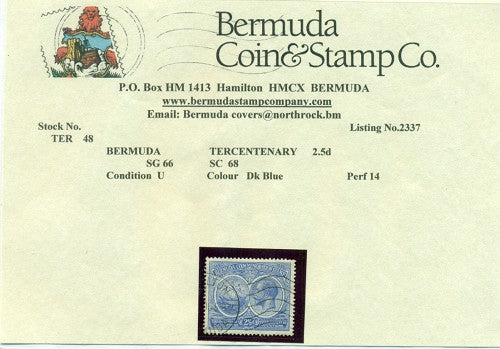 Bermuda
Coin&Stamp Co.
P.O. Box HM 1413 Hamilton HMCX BERMUDA
www.bermudastampcompany.com
Email: Bermuda covers@northrock.bm
Stock No. Listing No.2337
TER 48
BERMUDA TERCENTENARY 2.5d
SG 66 SC 68
Condition U Colour Dk Blue Perf 14